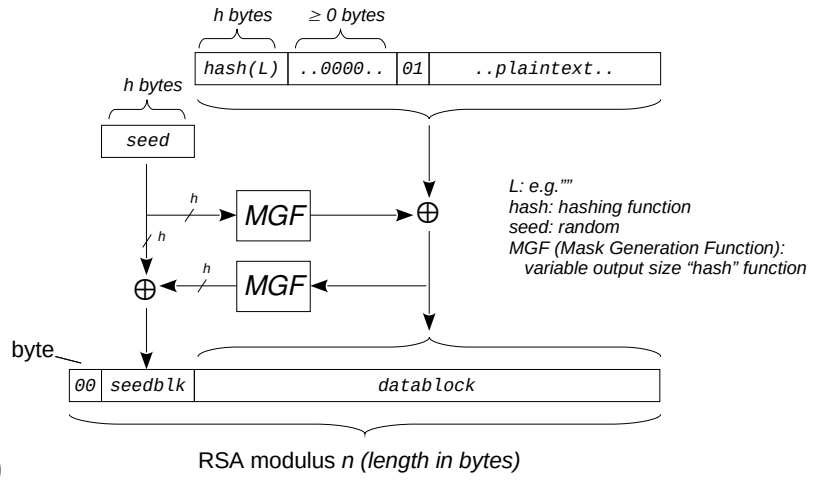 h bytes
≥ 0 bytes
hash(L)
..0000..
01
..plaintext..
h bytes
seed
h
MGF
h
h
MGF
L: e.g.””
hash: hashing function
seed: random
MGF (Mask Generation Function):
variable output size “hash” function
byte
00
seedblk
datablock
RSA modulus n (length in bytes)